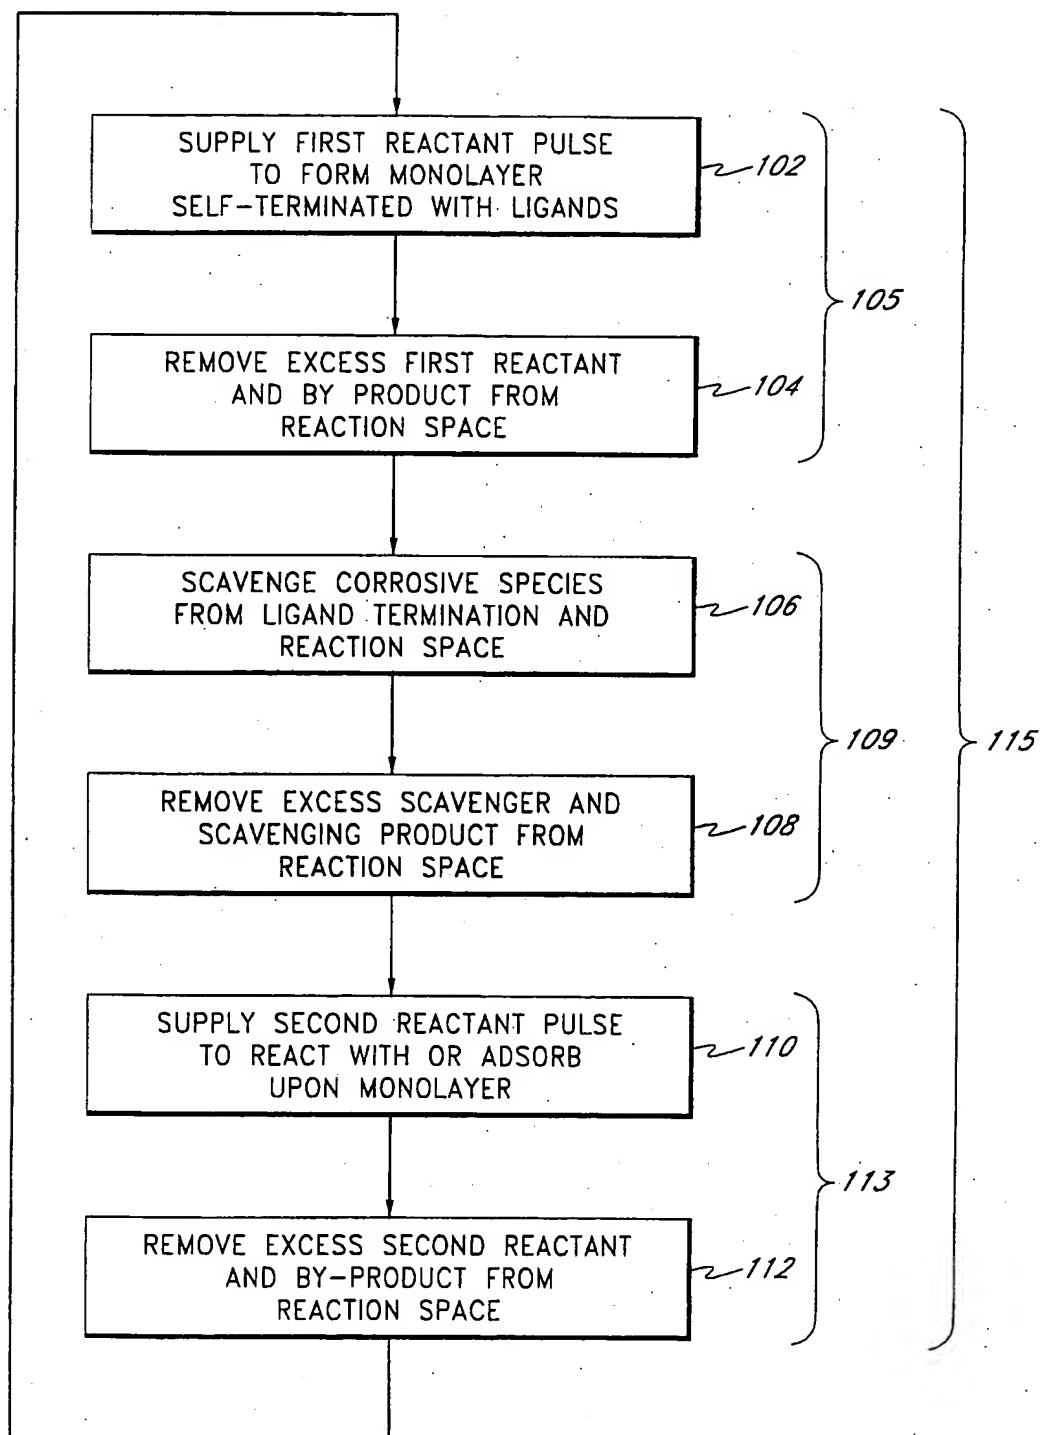 SUPPLY FIRST REACTANT PULSE
TO FORM MONOLAYER
SELF-TERMINATED WITH LIGANDS
102
105
REMOVE EXCESS FIRST REACTANT
AND BY PRODUCT FROM
REACTION SPACE
104
SCAVENGE CORROSIVE SPECIES
FROM LIGAND TERMINATION AND
REACTION SPACE
106
109
115
REMOVE EXCESS SCAVENGER AND
SCAVENGING PRODUCT FROM
REACTION SPACE
108
SUPPLY SECOND REACTANT PULSE
TO REACT WITH OR ADSORB
UPON MONOLAYER
110
113
REMOVE EXCESS SECOND REACTANT
AND BY-PRODUCT FROM
REACTION SPACE
112